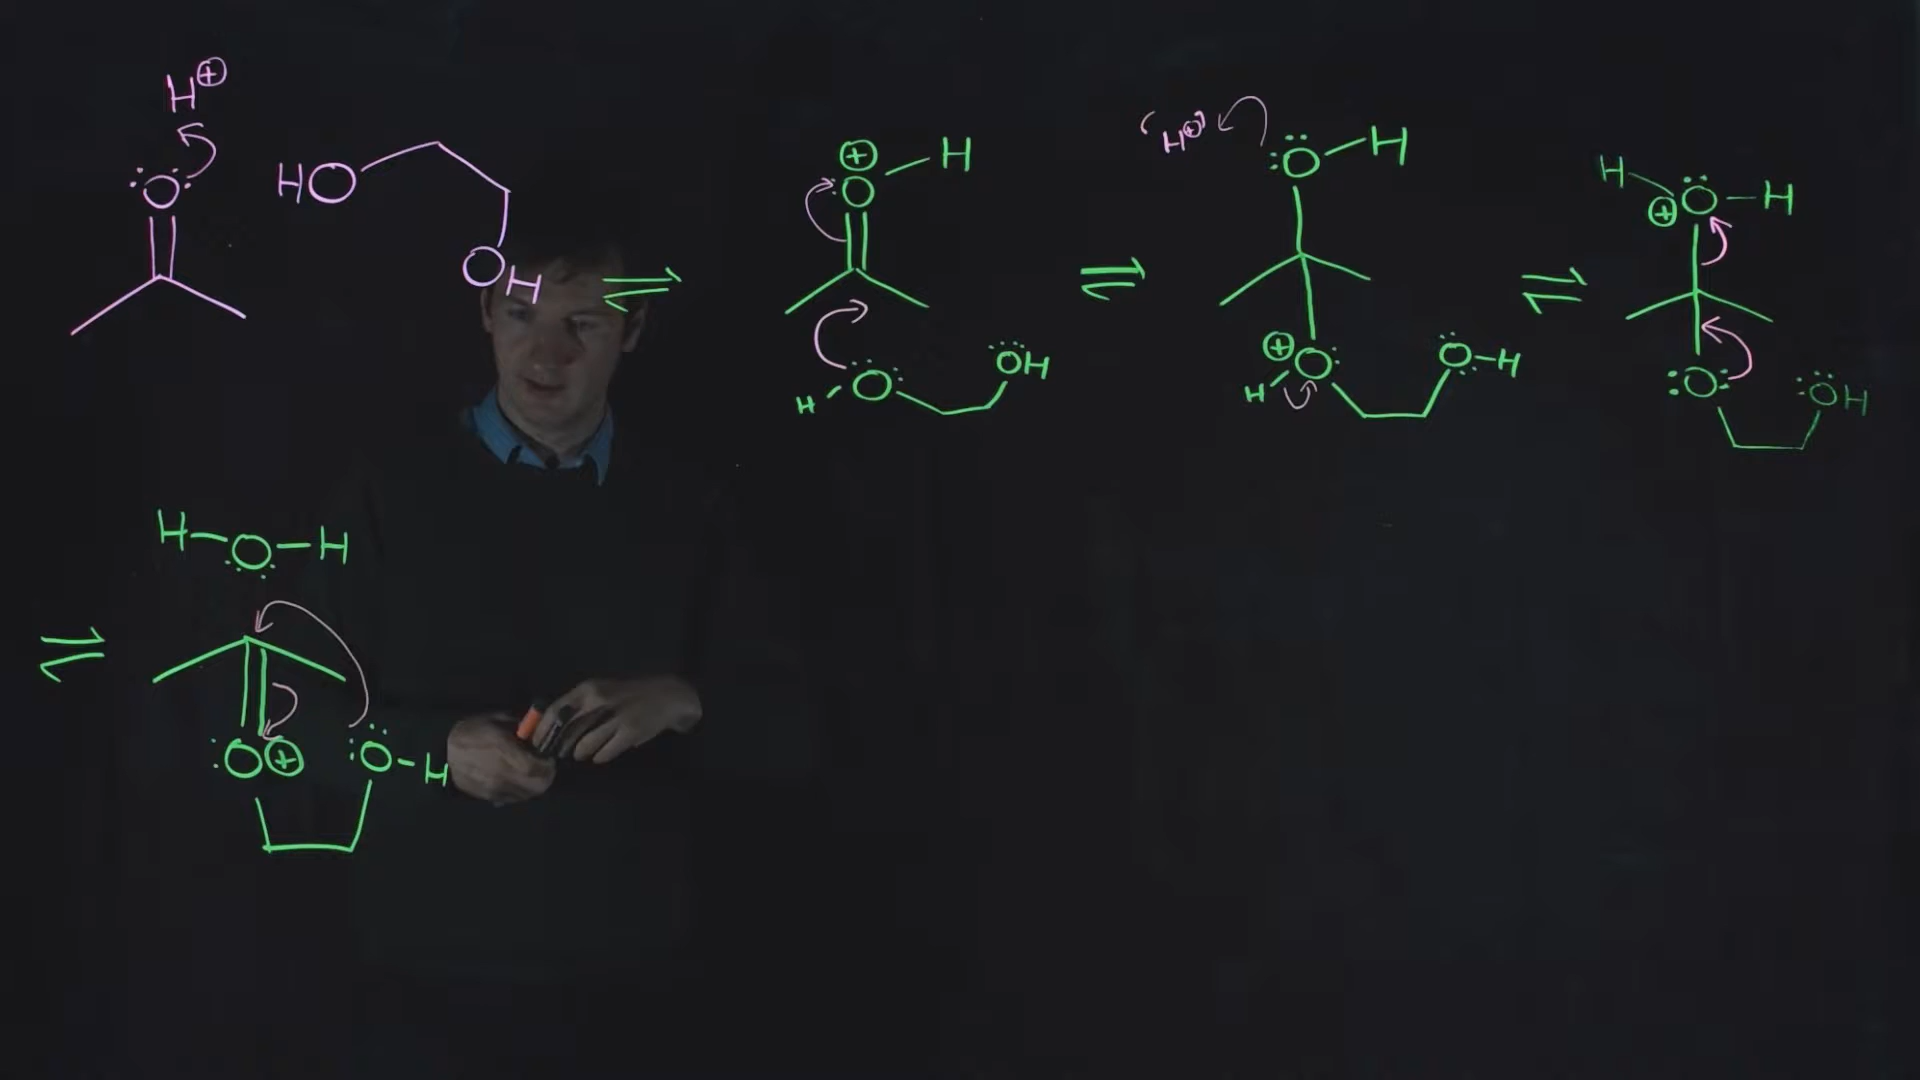 H⊕
:O:
HO
OH
⊕
:O-H
H-O:
OH
H⊕
:O-H
⊕
H-O:
O-H
H-O-H
⊕
:O:
:OH
H-O-H
:O⊕
:O-H